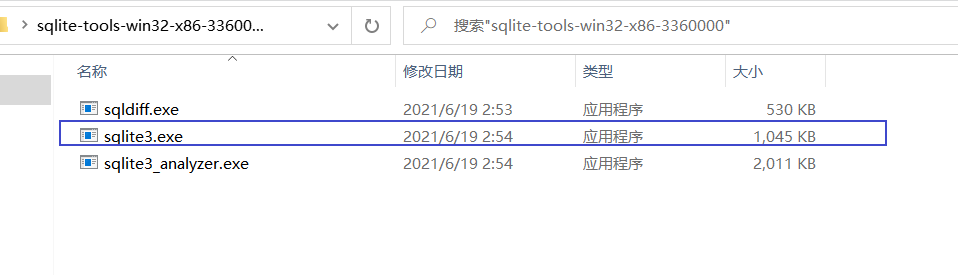 sqlite-tools-win32-x86-33600...
搜索"sqlite-tools-win32-x86-3360000"
名称 修改日期 类型 大小
sqldiff.exe 2021/6/19 2:53 应用程序 530 KB
sqlite3.exe 2021/6/19 2:54 应用程序 1,045 KB
sqlite3_analyzer.exe 2021/6/19 2:54 应用程序 2,011 KB